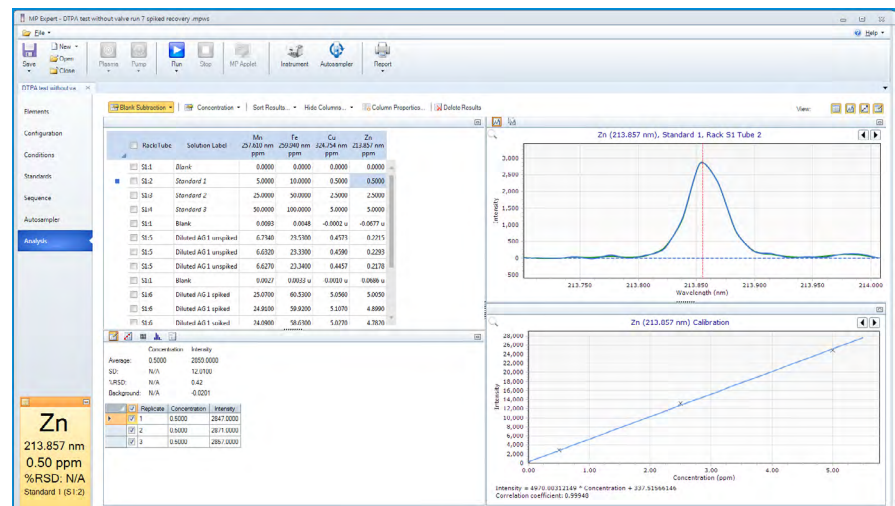 MP Expert - DTPA test without valve run 7 spiked recovery .mpws
File
Help
Save
New
Open
Close
Plasma
Pump
Run
Stop
MP Applet
Instrument
Autosampler
Report
DTPA test without va
Elements
Configuration
Conditions
Standards
Sequence
Autosampler
Analysis
Blank Subtraction
Concentration
Sort Results...
Hide Columns...
Column Properties...
Delete Results
View:
Rack:Tube Solution Label Mn 257.610 nm ppm Fe 259.940 nm ppm Cu 324.754 nm ppm Zn 213.857 nm ppm
S1:1 Blank 0.0000 0.0000 0.0000 0.0000
S1:2 Standard 1 5.0000 10.0000 0.5000 0.5000
S1:3 Standard 2 25.0000 50.0000 2.5000 2.5000
S1:4 Standard 3 50.0000 100.0000 5.0000 5.0000
S1:1 Blank 0.0093 0.0048 -0.0002 u -0.0677 u
S1:5 Diluted AG 1 unspiked 6.7340 23.5300 0.4573 0.2215
S1:5 Diluted AG 1 unspiked 6.6320 23.3300 0.4590 0.2293
S1:5 Diluted AG 1 unspiked 6.6270 23.3400 0.4457 0.2178
S1:1 Blank 0.0027 0.0033 u 0.0010 u 0.0686 u
S1:6 Diluted AG 1 spiked 25.0700 60.5300 5.0560 5.0050
S1:6 Diluted AG 1 spiked 24.9100 59.9200 5.1070 4.8990
S1:6 Diluted AG 1 spiked 24.0900 58.6300 5.0270 4.7820
Concentration Intensity
Average: 0.5000 2859.0000
SD: N/A 12.0100
%RSD: N/A 0.42
Background: N/A -0.0201
Replicate Concentration Intensity
1 0.5000 2847.0000
2 0.5000 2871.0000
3 0.5000 2857.0000
Zn
213.857 nm
0.50 ppm
%RSD: N/A
Standard 1 (S1:2)
Zn (213.857 nm), Standard 1, Rack S1 Tube 2
3,000
2,500
2,000
1,500
1,000
500
0
500
Intensity
213.750 213.800 213.850 213.900 213.950 214.000
Wavelength (nm)
Zn (213.857 nm) Calibration
28,000
26,000
24,000
22,000
20,000
18,000
16,000
14,000
12,000
10,000
8,000
6,000
4,000
2,000
0
Intensity
0.00 1.00 2.00 3.00 4.00 5.00
Concentration (ppm)
Intensity = 4970.00312149 * Concentration + 337.51566146
Correlation coefficient: 0.99948